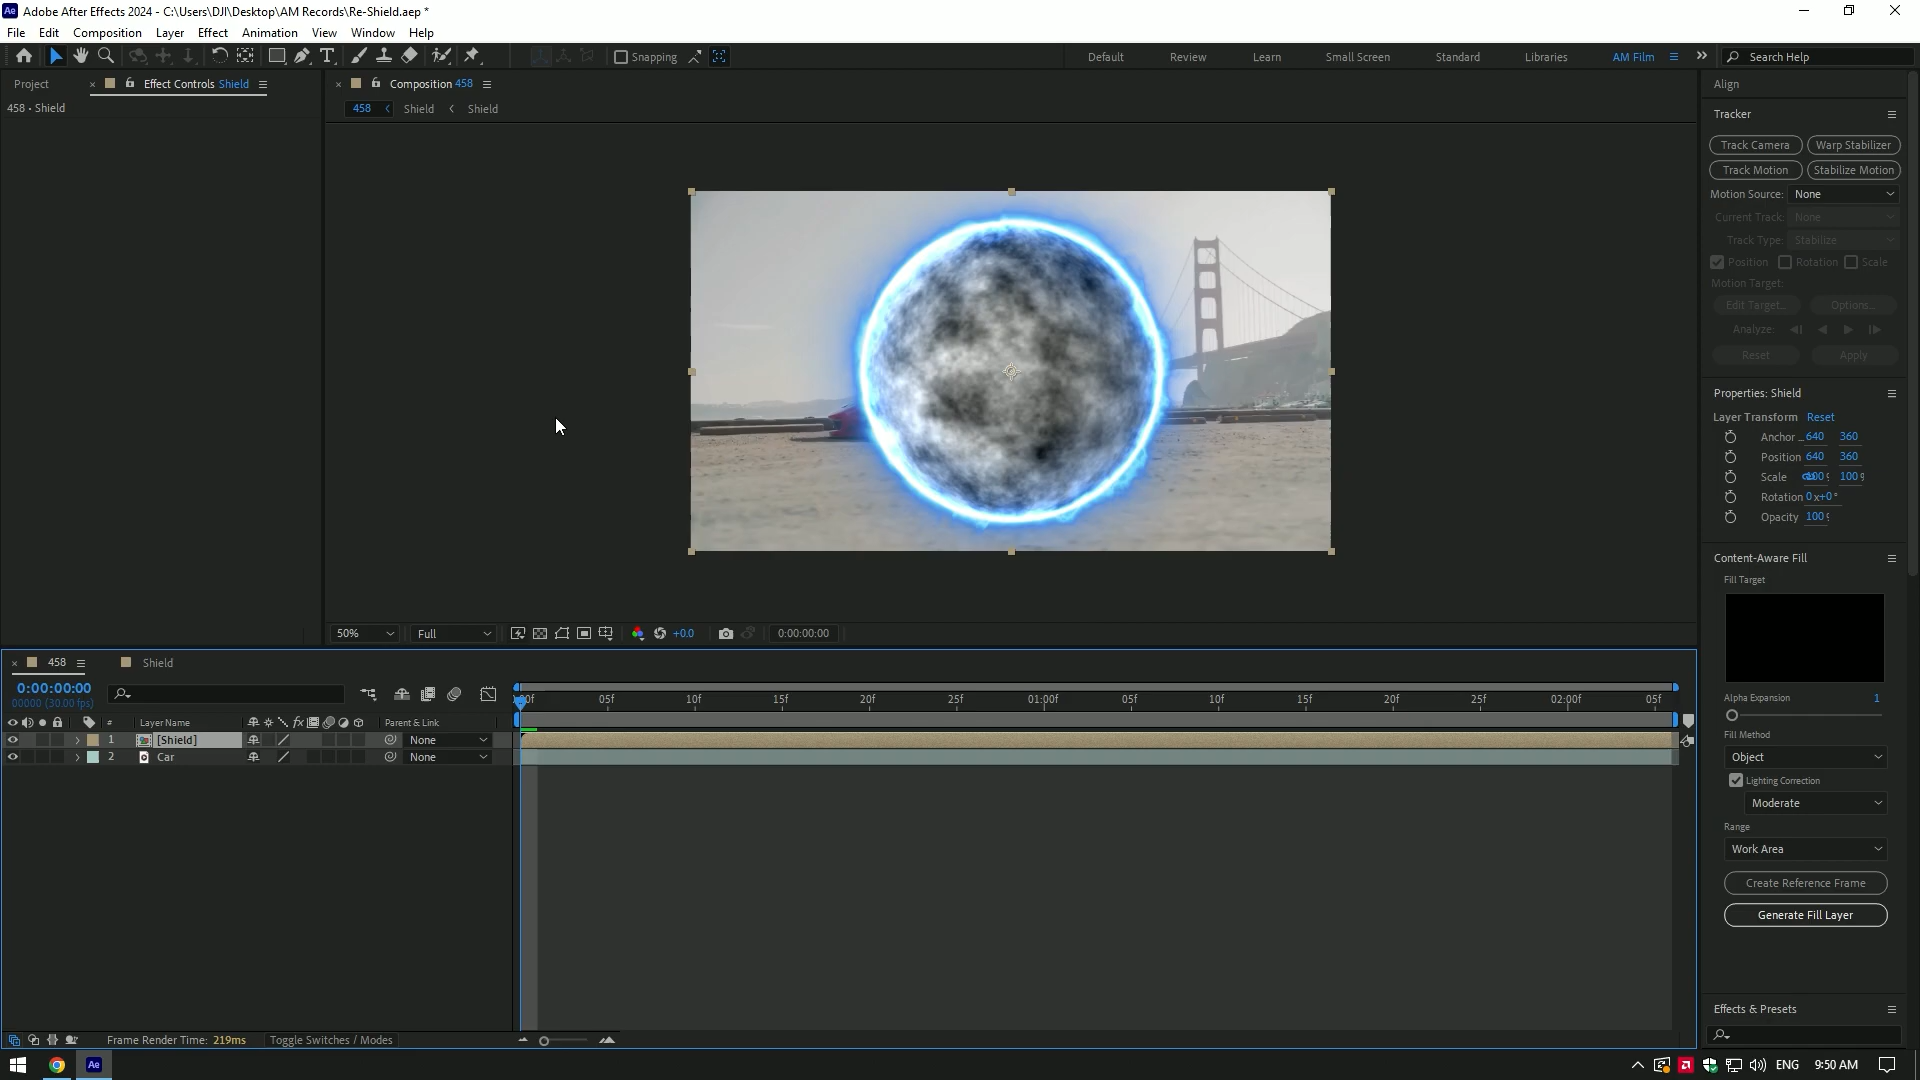 Adobe After Effects 2024 - C:\Users\DJI\Desktop\AM Records\Re-Shield.aep *
File Edit Composition Layer Effect Animation View Window Help
Snapping
Default Review Learn Small Screen Standard Libraries AM Film Search Help
Project Effect Controls Shield
458 • Shield
Composition 458
458 Shield Shield
Align
Tracker
Track Camera Warp Stabilizer
Track Motion Stabilize Motion
Motion Source: None
Current Track: None
Track Type: Stabilize
Position Rotation Scale
Motion Target:
Edit Target... Options...
Analyze:
Reset Apply
Properties: Shield
Layer Transform Reset
Anchor ... 640 360
Position 640 360
Scale 100 100
Rotation 0x+0°
Opacity 100
Content-Aware Fill
Fill Target
Alpha Expansion 1
Fill Method
Object
Lighting Correction
Moderate
Range
Work Area
Create Reference Frame
Generate Fill Layer
Effects & Presets
50% Full +0.0 0:00:00:00
458 Shield
0:00:00:00
00000 (30.00 fps)
:00f 05f 10f 15f 20f 25f 01:00f 05f 10f 15f 20f 25f 02:00f 05f
# Layer Name fx Parent & Link
1 [Shield] None
2 Car None
Frame Render Time: 219ms Toggle Switches / Modes
Ae ENG 9:50 AM